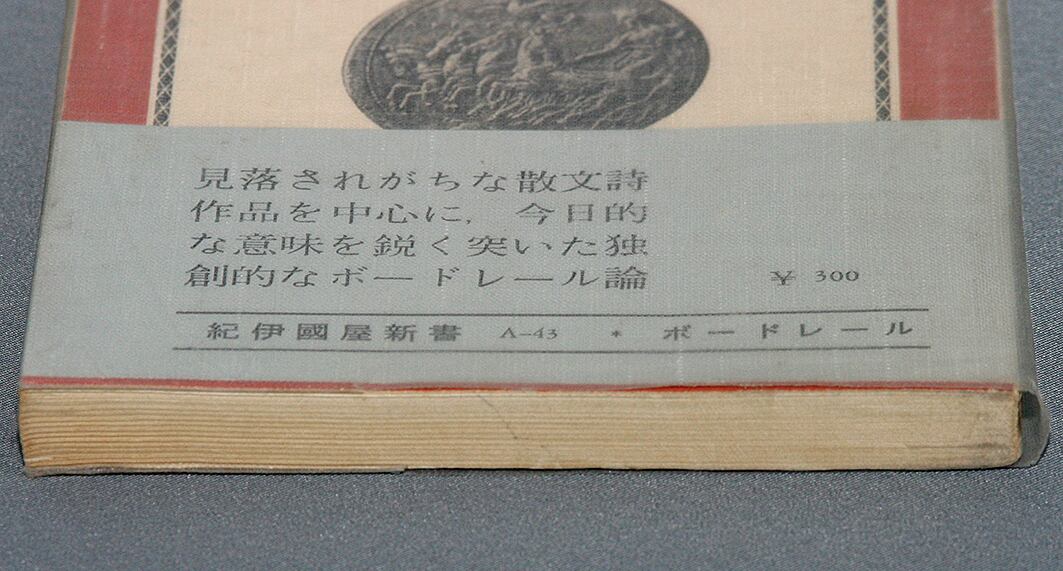 見落されがちな散文詩
作品を中心に，今日的
な意味を鋭く突いた独
創的なボードレール論
¥ 300
紀伊國屋新書 A-43 * ボードレール